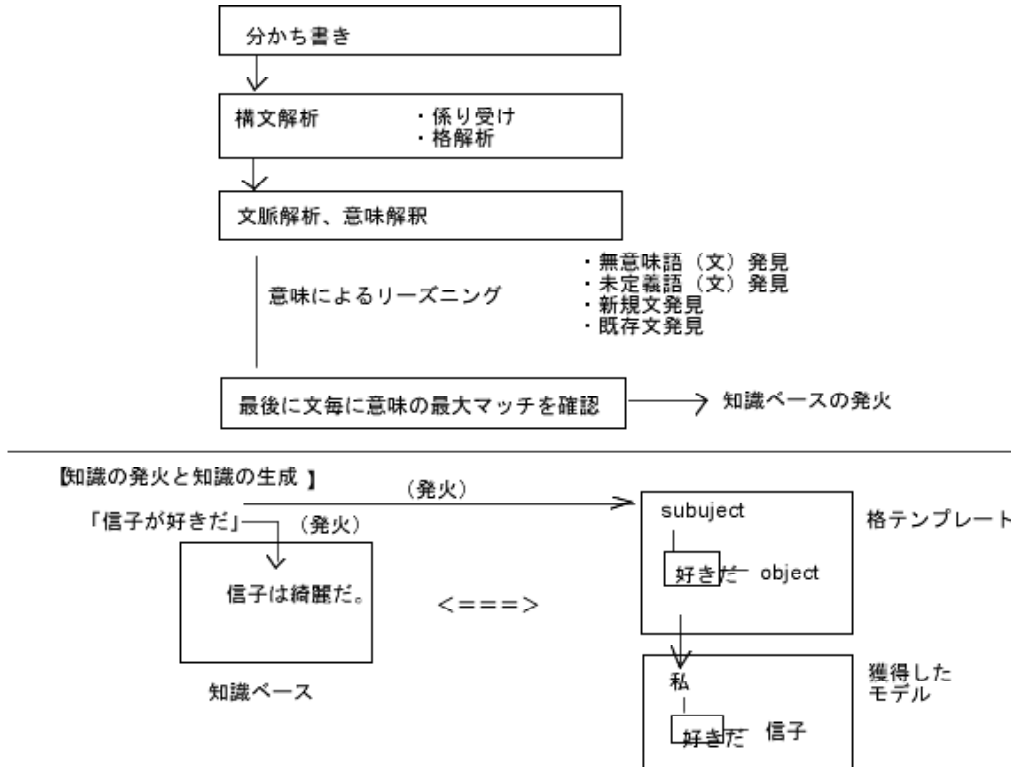 分かち書き
構文解析 ・係り受け
・格解析
文脈解析、意味解釈
・無意味語（文）発見
・未定義語（文）発見
・新規文発見
・既存文発見
意味によるリーズニング
最後に文毎に意味の最大マッチを確認
知識ベースの発火
【知識の発火と知識の生成 】
（発火）
「信子が好きだ」
（発火）
信子は綺麗だ。
知識ベース
<===>
subuject
好きだ object
格テンプレート
私
好きだ 信子
獲得した
モデル